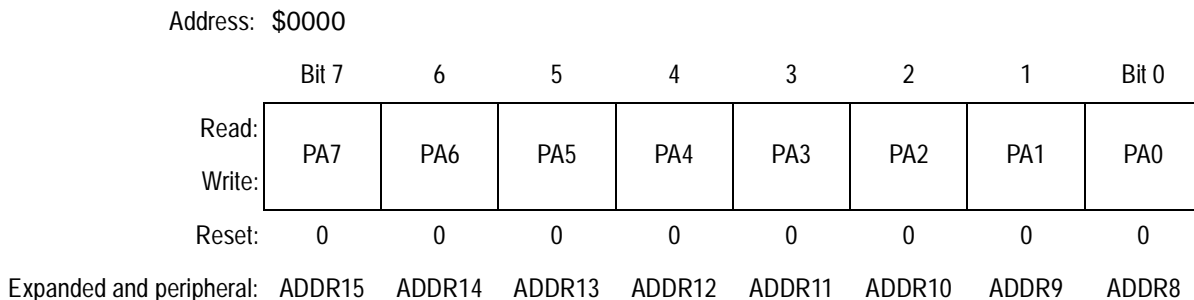 Address: $0000
Bit 7 6 5 4 3 2 1 Bit 0
Read:
PA7 PA6 PA5 PA4 PA3 PA2 PA1 PA0
Write:
Reset: 0 0 0 0 0 0 0 0
Expanded and peripheral: ADDR15 ADDR14 ADDR13 ADDR12 ADDR11 ADDR10 ADDR9 ADDR8